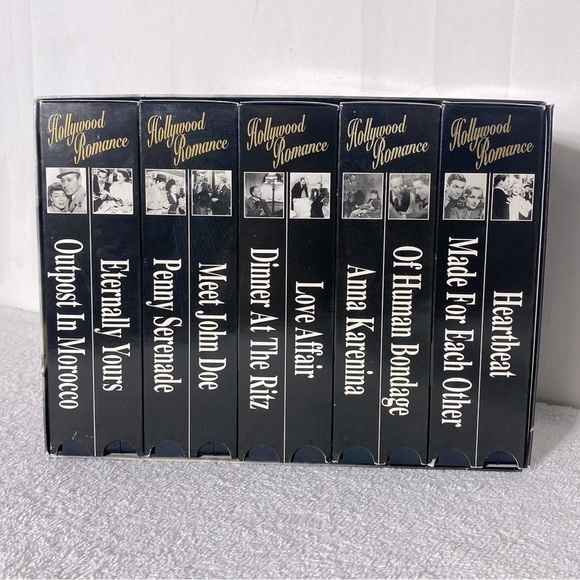 Hollywood
Romance
Outpost In Morocco
Eternally Yours
Hollywood
Romance
Penny Serenade
Meet John Doe
Hollywood
Romance
Dinner At The Ritz
Love Affair
Hollywood
Romance
Anna Karenina
Of Human Bondage
Hollywood
Romance
Made For Each Other
Heartbeat